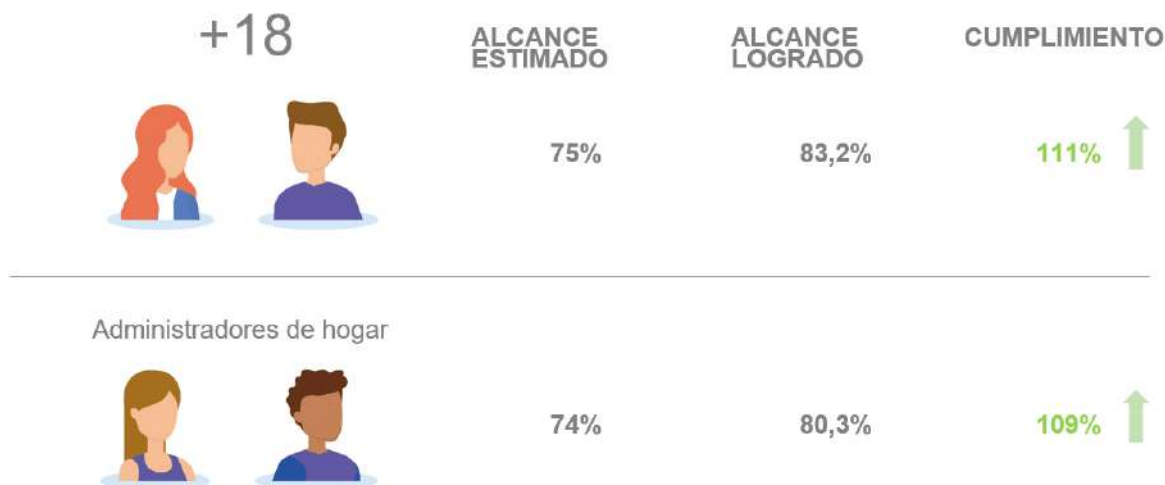 +18
ALCANCE
ESTIMADO
ALCANCE
LOGRADO
CUMPLIMIENTO
75%
83,2%
111%
Administradores de hogar
74%
80,3%
109%